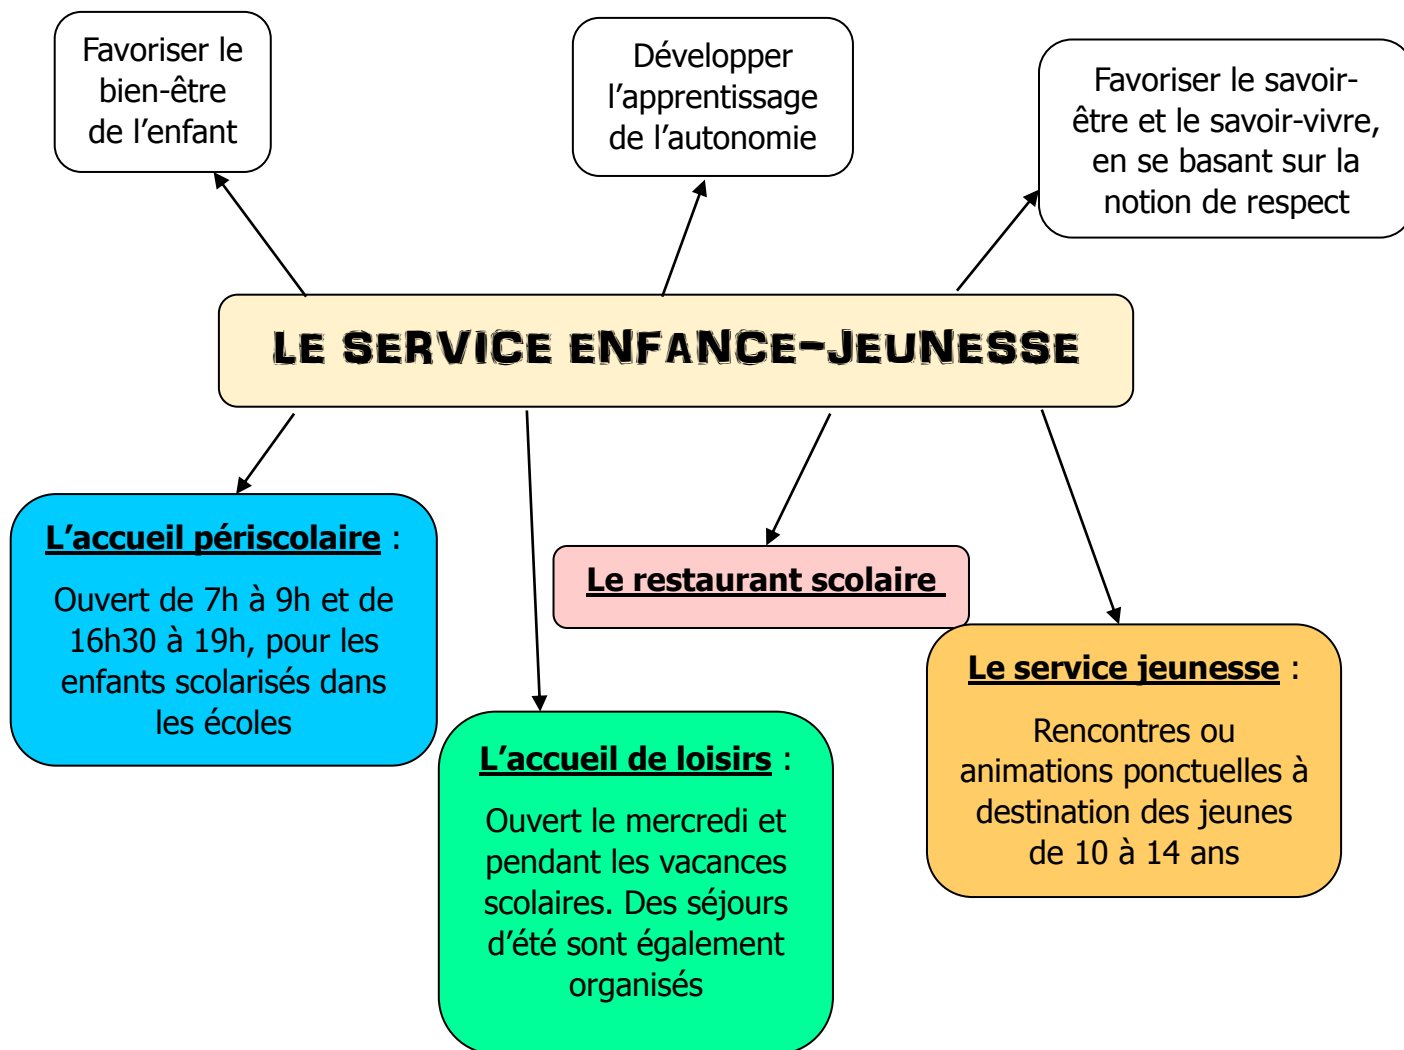 Favoriser le
bien-être
de l’enfant
Développer
l’apprentissage
de l’autonomie
Favoriser le savoir-
être et le savoir-vivre,
en se basant sur la
notion de respect
LE SERVICE ENFANCE-JEUNESSE
L’accueil périscolaire :
Ouvert de 7h à 9h et de
16h30 à 19h, pour les
enfants scolarisés dans
les écoles
L’accueil de loisirs :
Ouvert le mercredi et
pendant les vacances
scolaires. Des séjours
d’été sont également
organisés
Le restaurant scolaire
Le service jeunesse :
Rencontres ou
animations ponctuelles à
destination des jeunes
de 10 à 14 ans